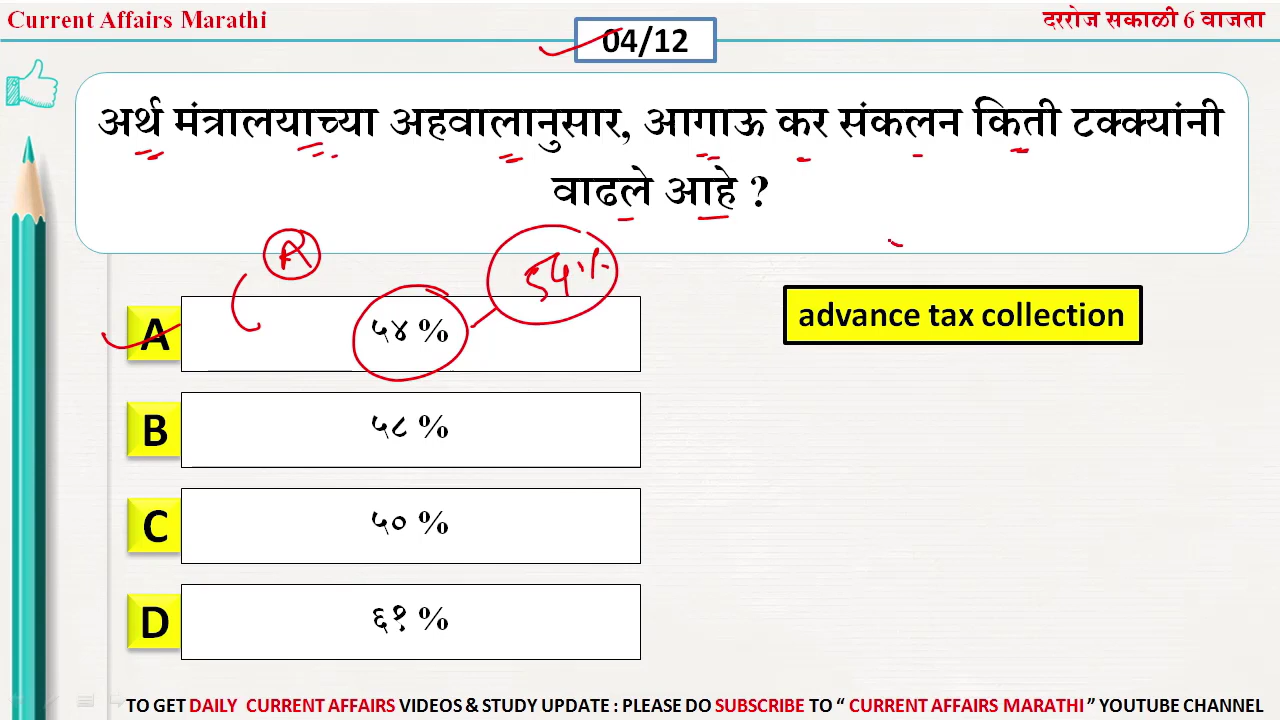 Current Affairs Marathi
दररोज सकाळी 6 वाजता
04/12
अर्थ मंत्रालयाच्या अहवालानुसार, आगाऊ कर संकलन किती टक्क्यांनी
वाढले आहे ?
A
54%
A ५४ %
advance tax collection
B ५८ %
C ५० %
D ६१ %
TO GET DAILY CURRENT AFFAIRS VIDEOS & STUDY UPDATE : PLEASE DO SUBSCRIBE TO “ CURRENT AFFAIRS MARATHI ” YOUTUBE CHANNEL